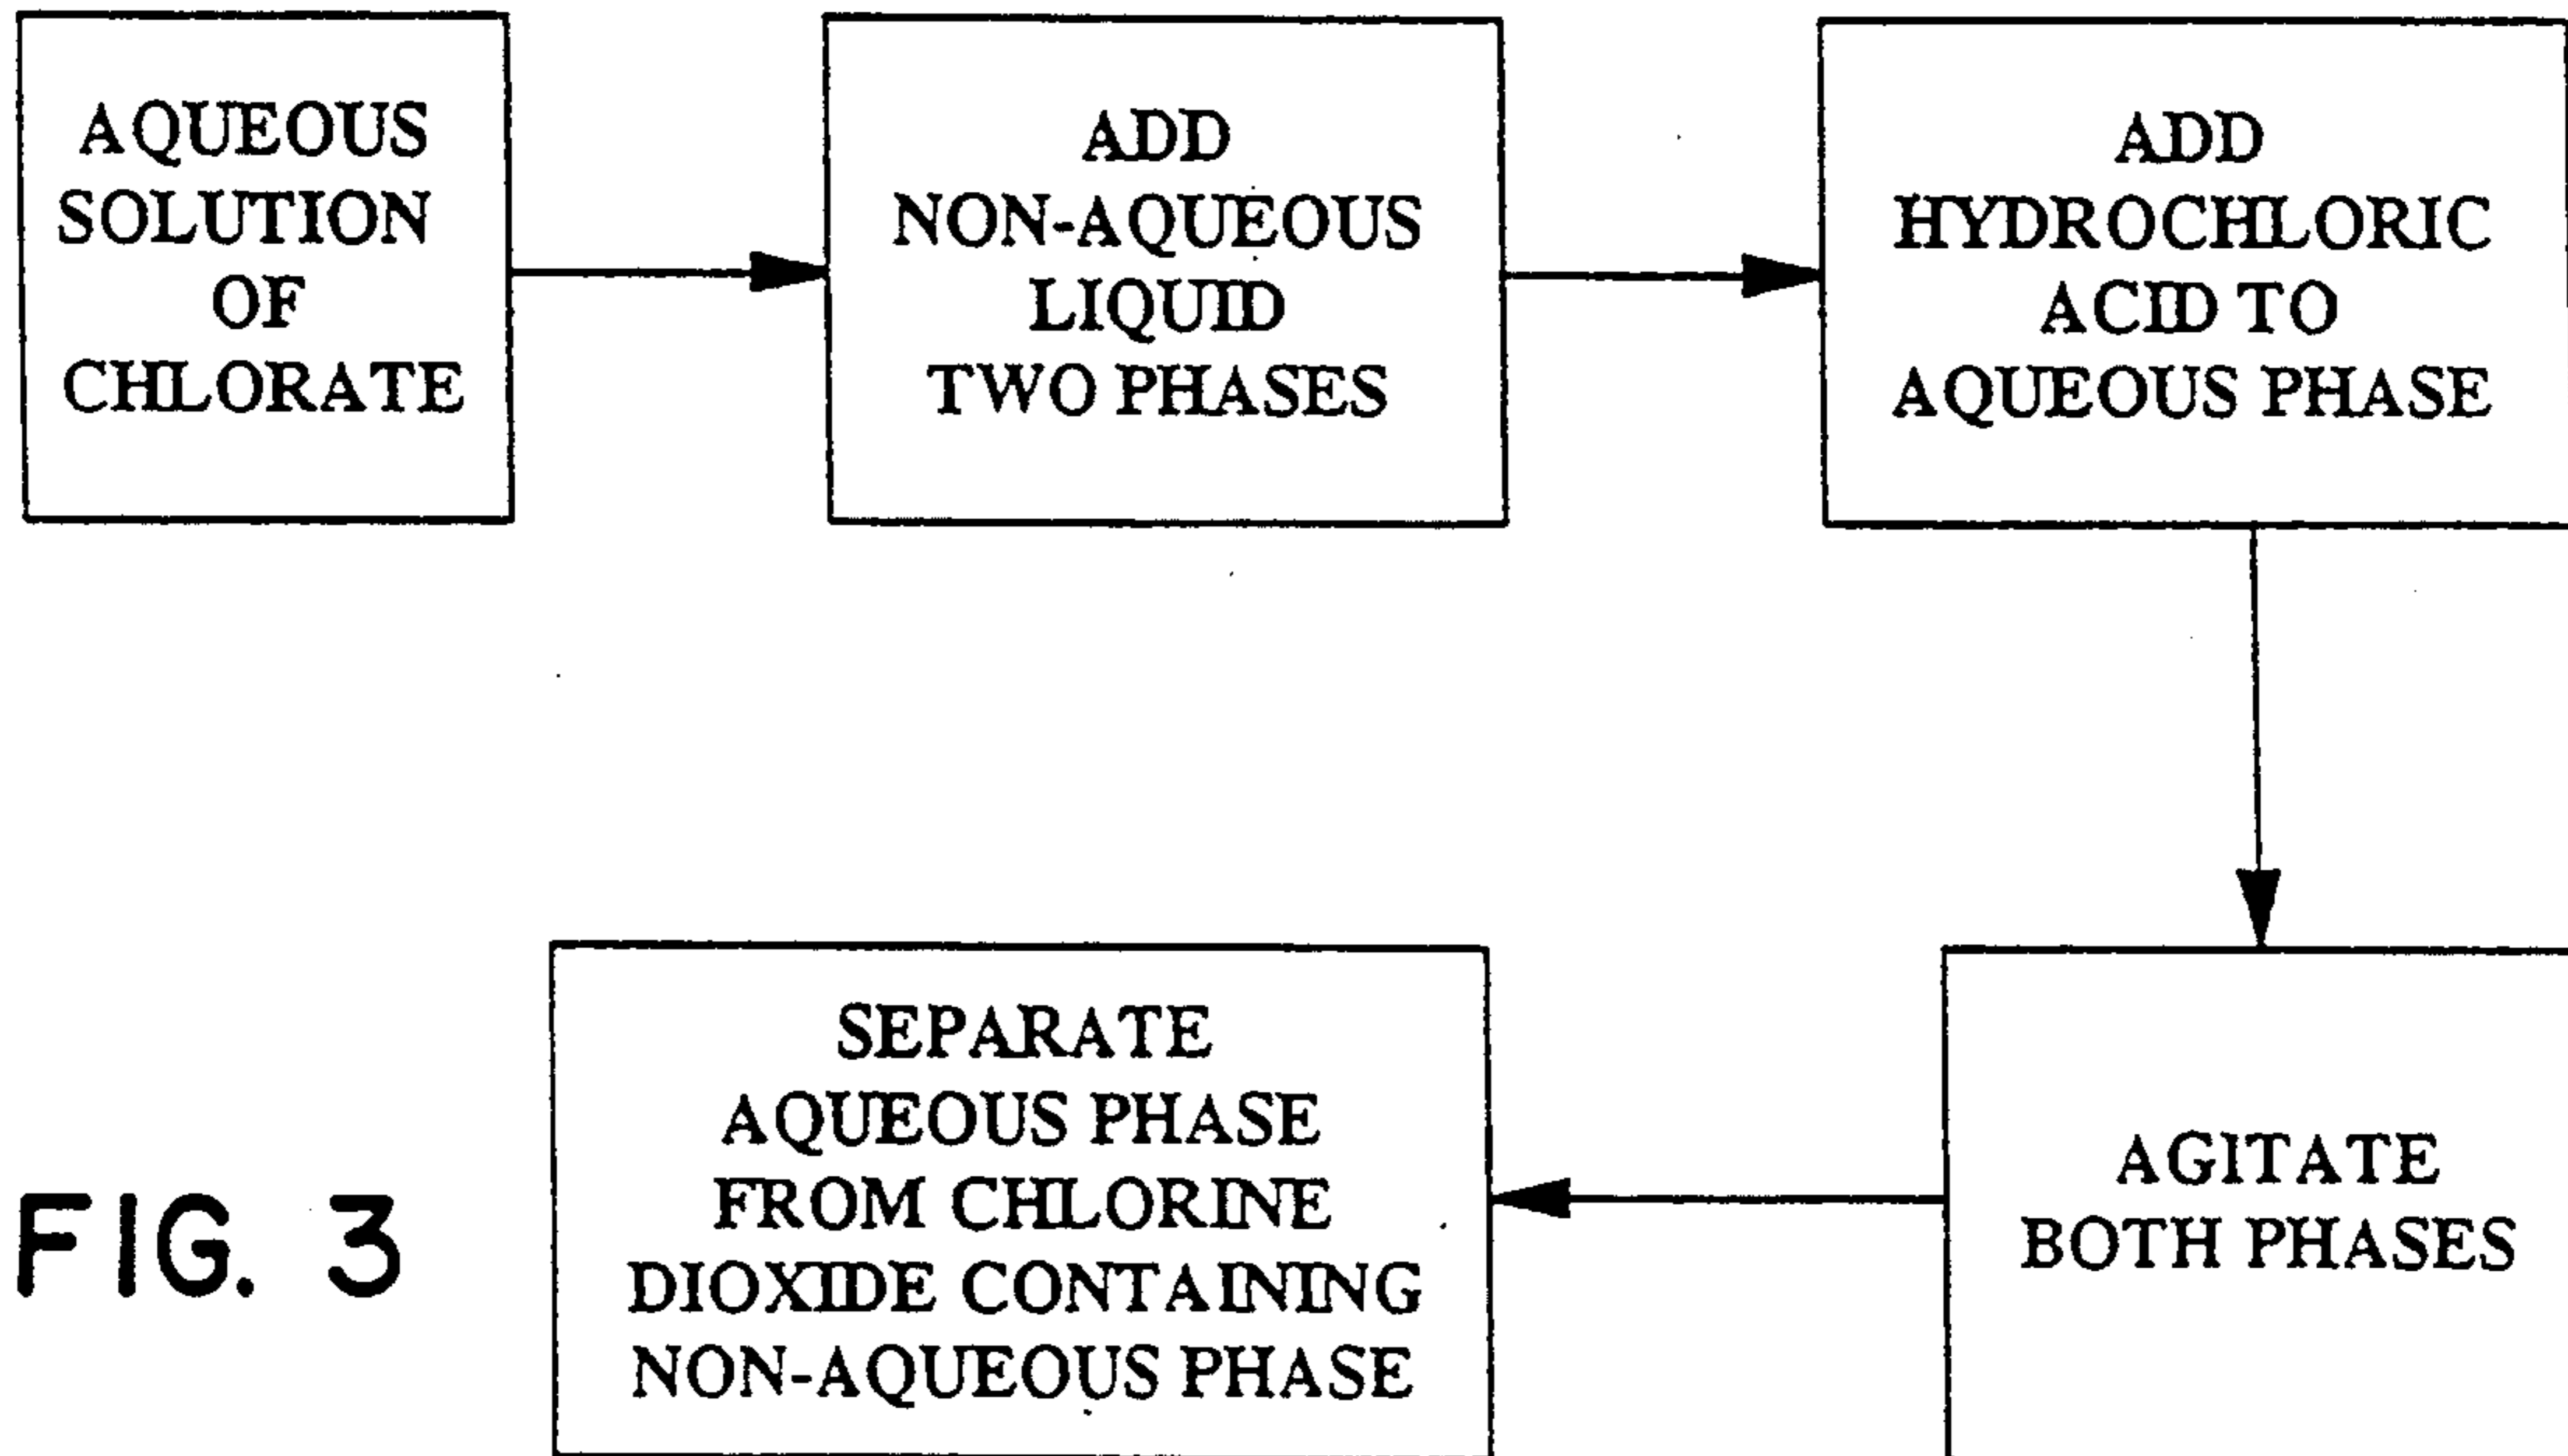 AQUEOUS
SOLUTION
OF
CHLORATE
ADD
NON-AQUEOUS
LIQUID
TWO PHASES
ADD
HYDROCHLORIC
ACID TO
AQUEOUS PHASE
AGITATE
BOTH PHASES
SEPARATE
AQUEOUS PHASE
FROM CHLORINE
DIOXIDE CONTAINING
NON-AQUEOUS PHASE
FIG. 3